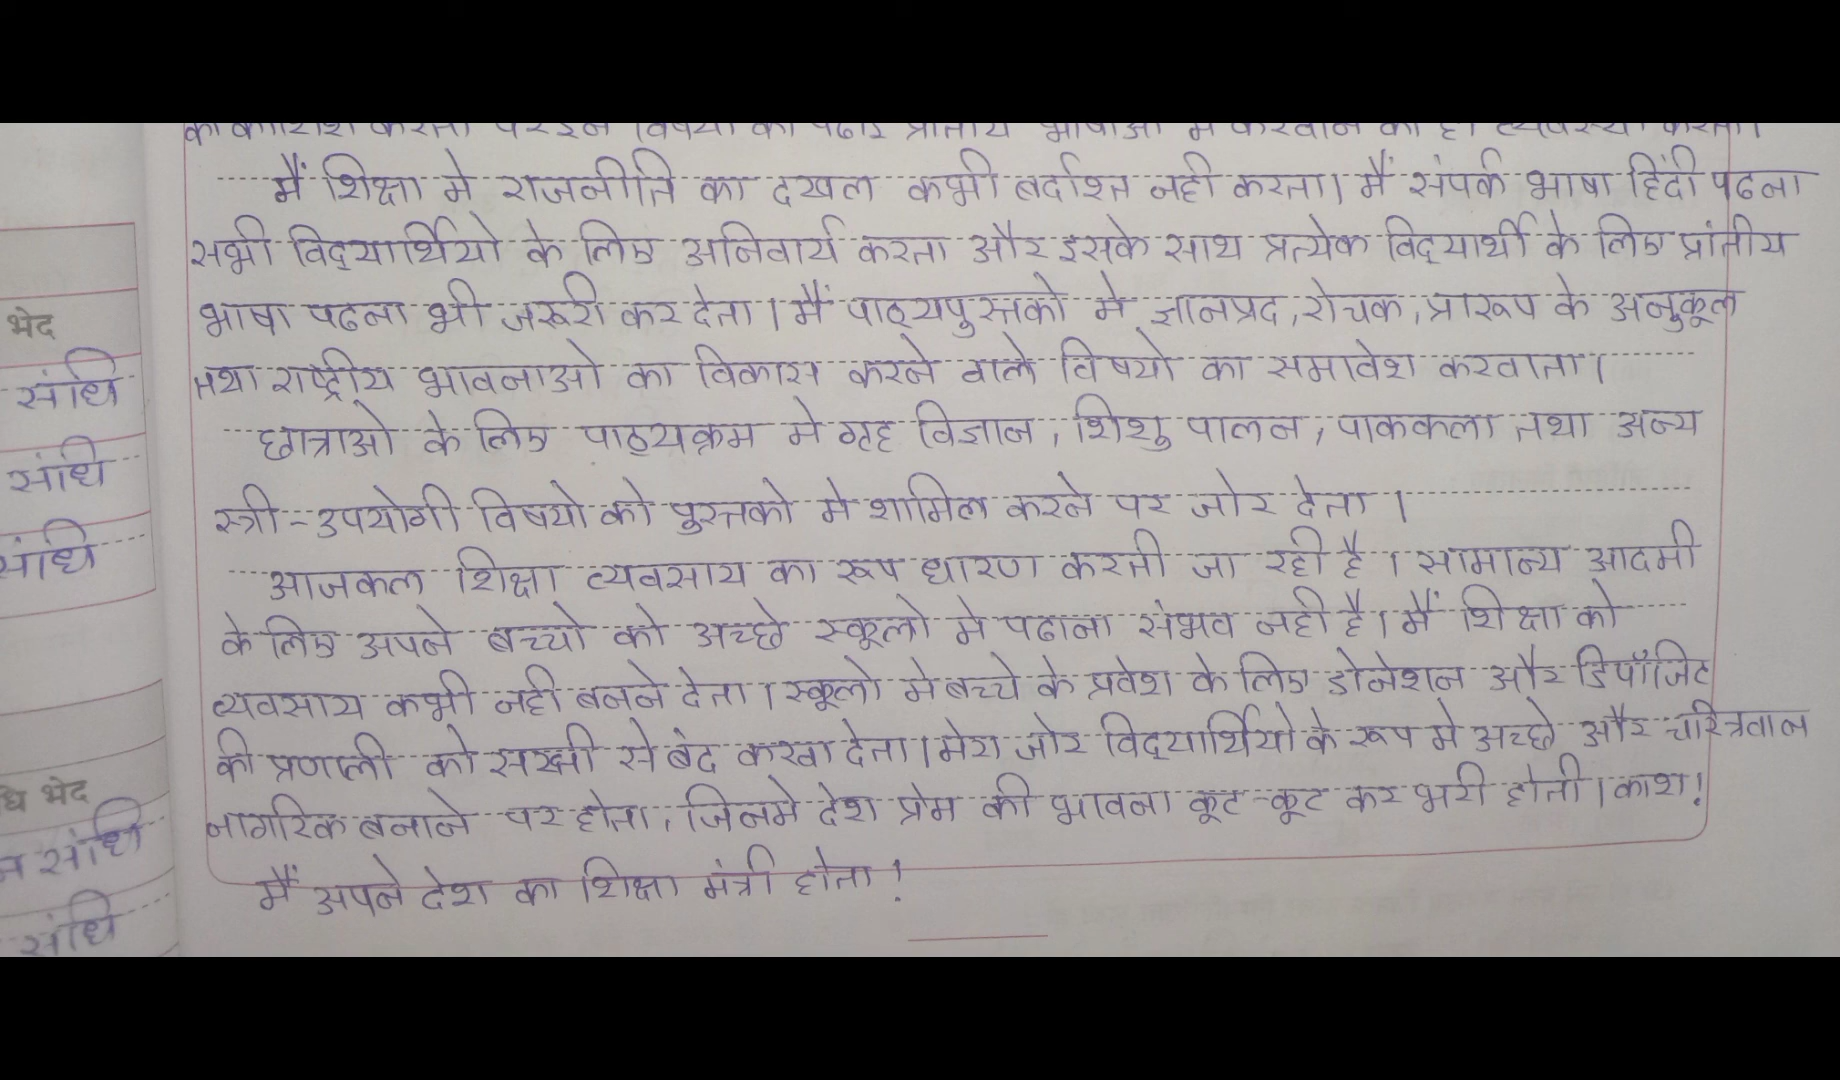 मैं शिक्षा मे राजनीति का दखल कभी बर्दाश्त नही करता। मैं संपर्क भाषा हिंदी पढना
सभी विद्यार्थियो के लिए अनिवार्य करता और इसके साथ प्रत्येक विद्यार्थी के लिए प्रांतीय
भाषा पढना भी जरूरी कर देता। मैं पाठ्यपुस्तको मे ज्ञानप्रद, रोचक, प्रारूप के अनुकूल
तथा राष्ट्रीय भावनाओ का विकास करने वाले विषयो का समावेश करवाता।
छात्राओ के लिए पाठ्यक्रम मे गृह विज्ञान, शिशु पालन, पाककला तथा अन्य
स्त्री-उपयोगी विषयो को पुस्तको मे शामिल करने पर जोर देता।
आजकल शिक्षा व्यवसाय का रूप धारण करती जा रही है। सामान्य आदमी
के लिए अपने बच्चो को अच्छे स्कूलो मे पढाना संभव नही है। मैं शिक्षा को
व्यवसाय कभी नही बनने देता। स्कूलो मे बच्चे के प्रवेश के लिए डोनेशन और डिपॉजिट
की प्रणाली को सख्ती से बंद करवा देता। मेरा जोर विद्यार्थियो के रूप मे अच्छे और चरित्रवान
नागरिक बनाने पर होता, जिनमे देश प्रेम की भावना कूट-कूट कर भरी होती। काश!
मैं अपने देश का शिक्षा मंत्री होता!
भेद
संधि
संधि
संधि
धि भेद
न संधि
संधि